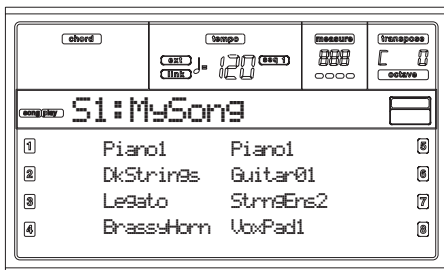 chord tempo measure transpose
ext ♩= 120 seq 1 888 C 0
link octave
song play S1:MySong
1 Piano1 Piano1 5
2 DkStrings Guitar01 6
3 Legato StrngEns2 7
4 BrassyHorn VoxPad1 8